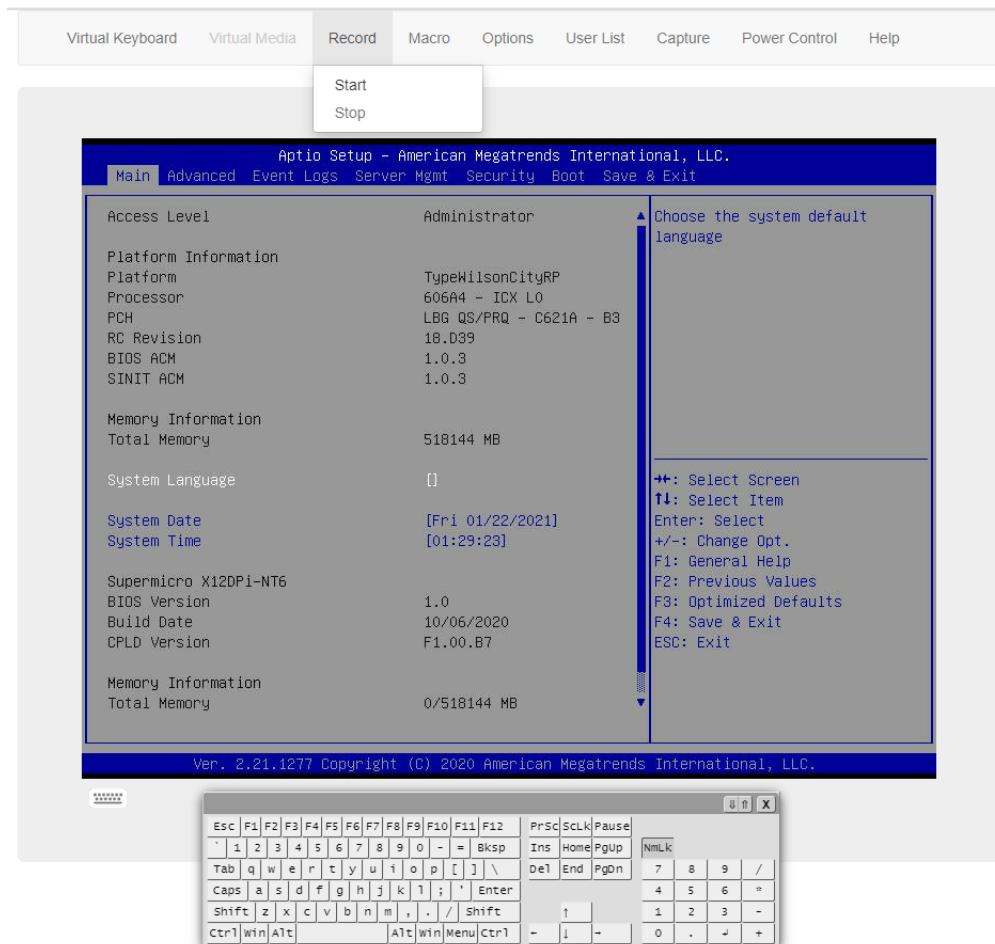 Virtual Keyboard Virtual Media Record Macro Options User List Capture Power Control Help
Start
Stop
Aptio Setup - American Megatrends International, LLC.
Main Advanced Event Logs Server Mgmt Security Boot Save & Exit
Access Level Administrator
Platform Information
Platform TypeWilsonCityRP
Processor 606A4 - ICX L0
PCH LBG QS/PRQ - C621A - B3
RC Revision 18.D39
BIOS ACM 1.0.3
SINIT ACM 1.0.3
Memory Information
Total Memory 518144 MB
System Language []
System Date [Fri 01/22/2021]
System Time [01:29:23]
Supermicro X12DPi-NT6
BIOS Version 1.0
Build Date 10/06/2020
CPLD Version F1.00.B7
Memory Information
Total Memory 0/518144 MB
Choose the system default
language
→←: Select Screen
↑↓: Select Item
Enter: Select
+/-: Change Opt.
F1: General Help
F2: Previous Values
F3: Optimized Defaults
F4: Save & Exit
ESC: Exit
Ver. 2.21.1277 Copyright (C) 2020 American Megatrends International, LLC.
⇓ ⇑ X
Esc F1 F2 F3 F4 F5 F6 F7 F8 F9 F10 F11 F12 PrSc ScLk Pause
` 1 2 3 4 5 6 7 8 9 0 - = Bksp Ins Home PgUp NmLk
Tab q w e r t y u i o p [ ] \ Del End PgDn 7 8 9 /
Caps a s d f g h j k l ; ' Enter 4 5 6 *
Shift z x c v b n m , . / Shift ↑ 1 2 3 -
Ctrl Win Alt Alt Win Menu Ctrl ← ↓ → 0 . ↵ +